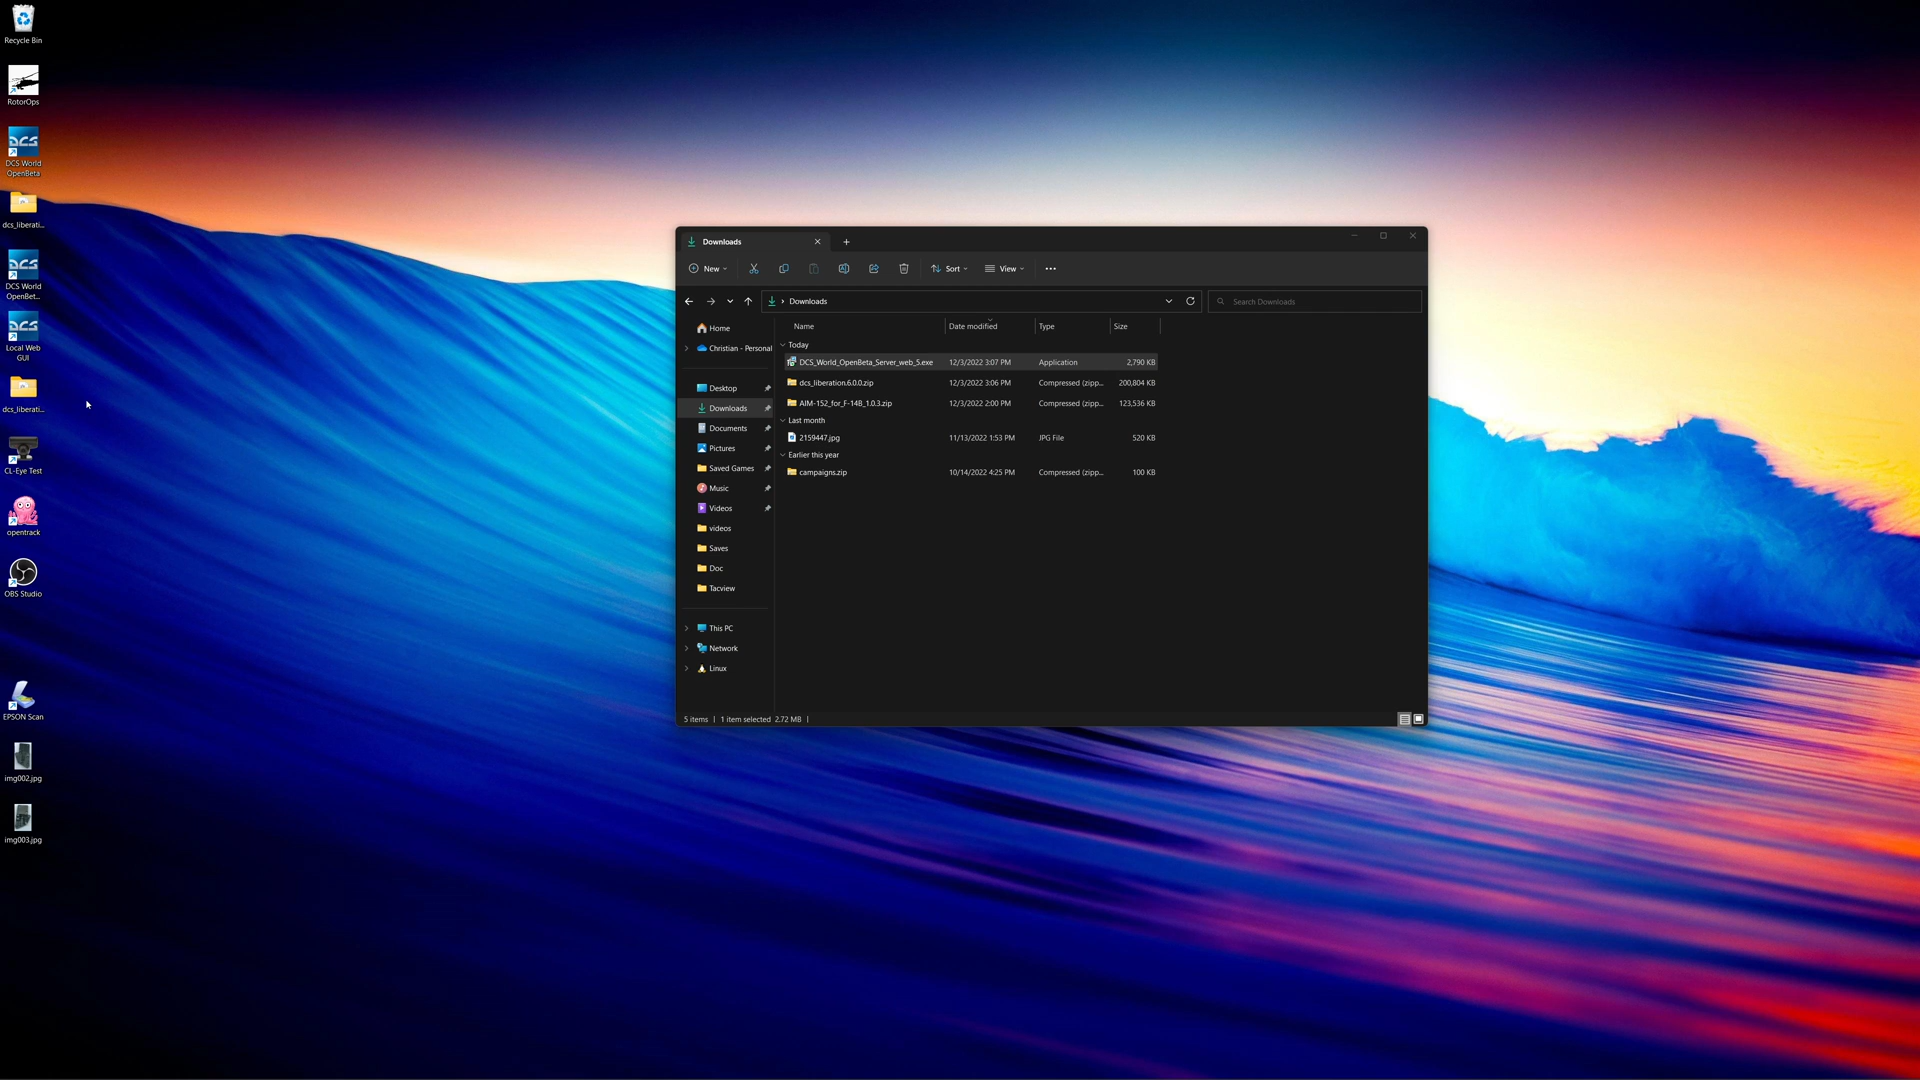 Recycle Bin
RotorOps
DCS World
OpenBeta
dcs_liberati...
DCS World
OpenBet...
Local Web
GUI
dcs_liberati...
CL-Eye Test
opentrack
OBS Studio
EPSON Scan
img002.jpg
img003.jpg
Downloads
New
Sort
View
Downloads
Search Downloads
Home
Christian - Personal
Desktop
Downloads
Documents
Pictures
Saved Games
Music
Videos
videos
Saves
Doc
Tacview
This PC
Network
Linux
Name Date modified Type Size
Today
DCS_World_OpenBeta_Server_web_5.exe 12/3/2022 3:07 PM Application 2,790 KB
dcs_liberation.6.0.0.zip 12/3/2022 3:06 PM Compressed (zipp... 200,804 KB
AIM-152_for_F-14B_1.0.3.zip 12/3/2022 2:00 PM Compressed (zipp... 123,536 KB
Last month
2159447.jpg 11/13/2022 1:53 PM JPG File 520 KB
Earlier this year
campaigns.zip 10/14/2022 4:25 PM Compressed (zipp... 100 KB
5 items | 1 item selected 2.72 MB |